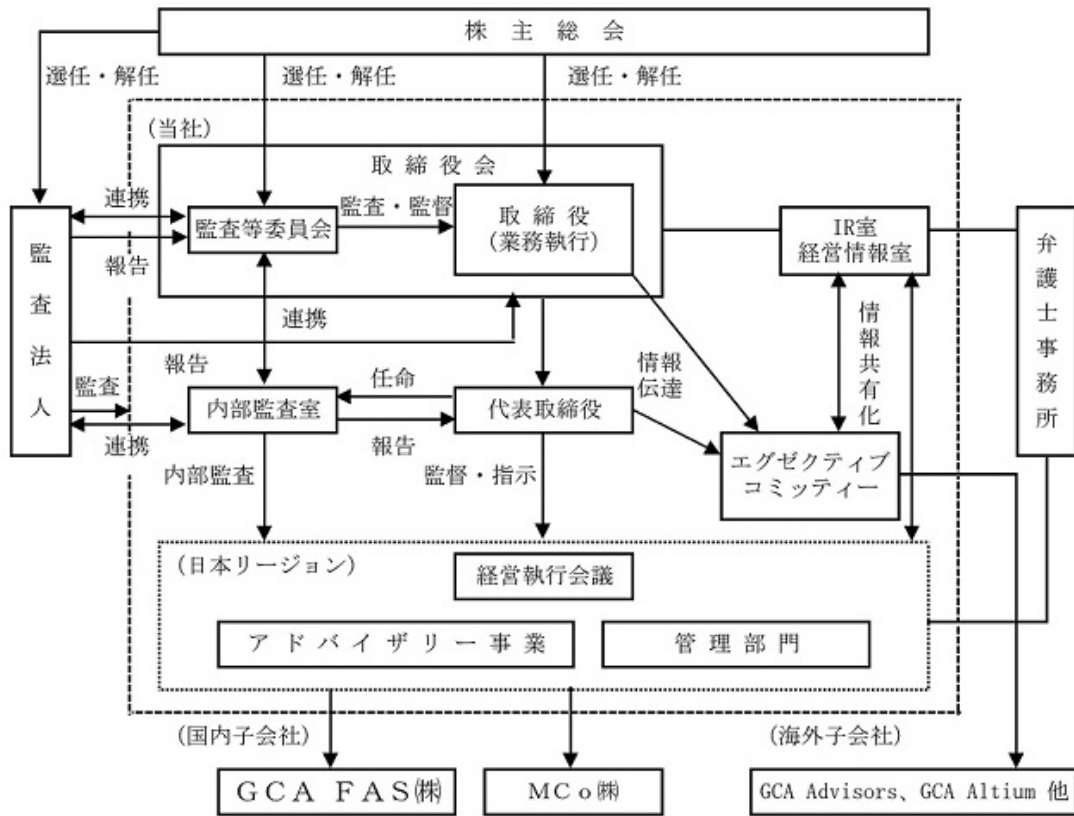 株主総会
選任・解任
選任・解任
選任・解任
(当社)
取締役会
連携
監査等委員会
監査・監督
取締役
(業務執行)
IR室
経営情報室
報告
監査法人
弁護士事務所
連携
情報共有化
報告
任命
情報
伝達
監査
内部監査室
代表取締役
連携
報告
エグゼクティブ
コミッティー
内部監査
監督・指示
(日本リージョン)
経営執行会議
アドバイザリー事業
管理部門
(国内子会社)
(海外子会社)
GCA FAS㈱
MCo㈱
GCA Advisors、GCA Altium 他